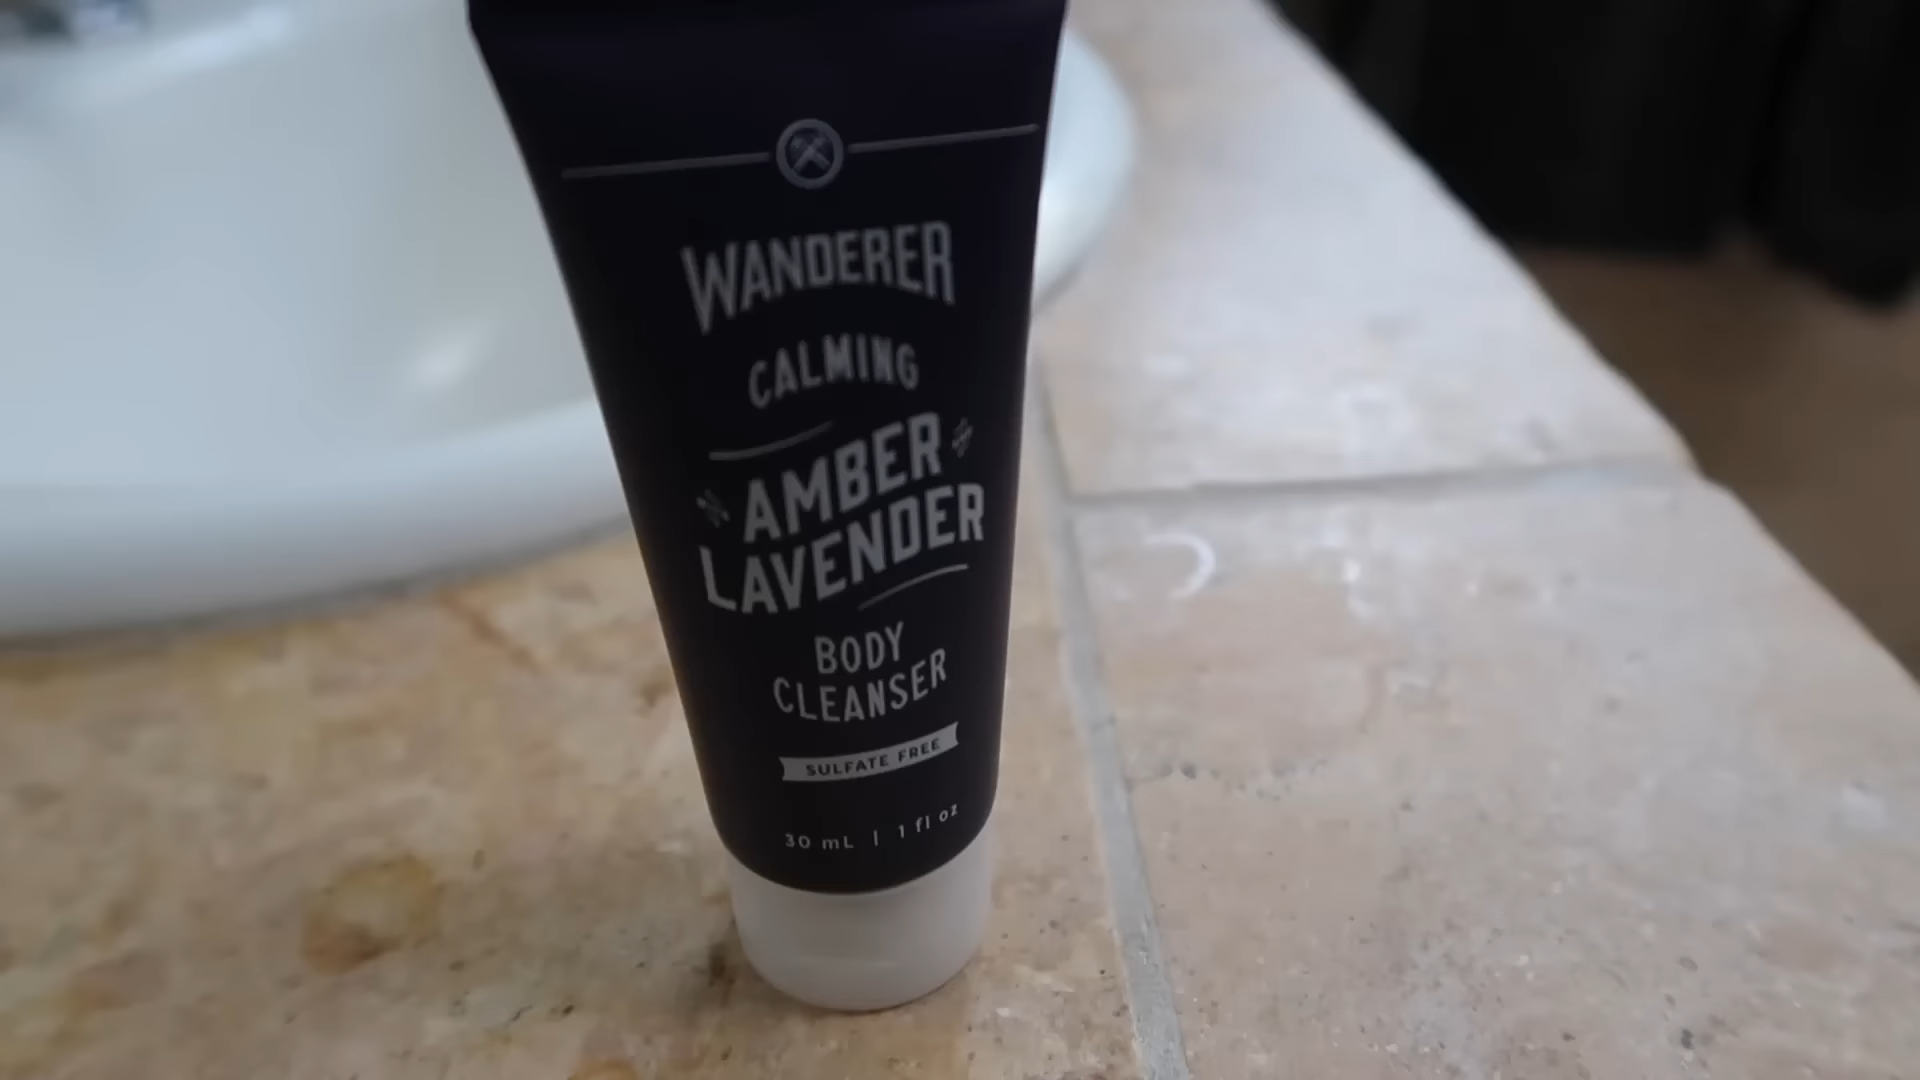 WANDERER
CALMING
AMBER
LAVENDER
BODY
CLEANSER
SULFATE FREE
30 mL | 1 fl oz